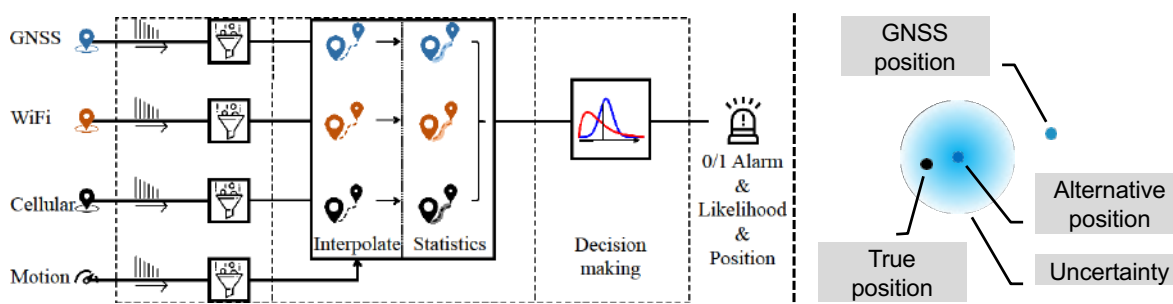 GNSS
WiFi
Cellular
Motion
Interpolate
Statistics
Decision
making
0/1 Alarm
&
Likelihood
&
Position
GNSS
position
Alternative
position
True
position
Uncertainty